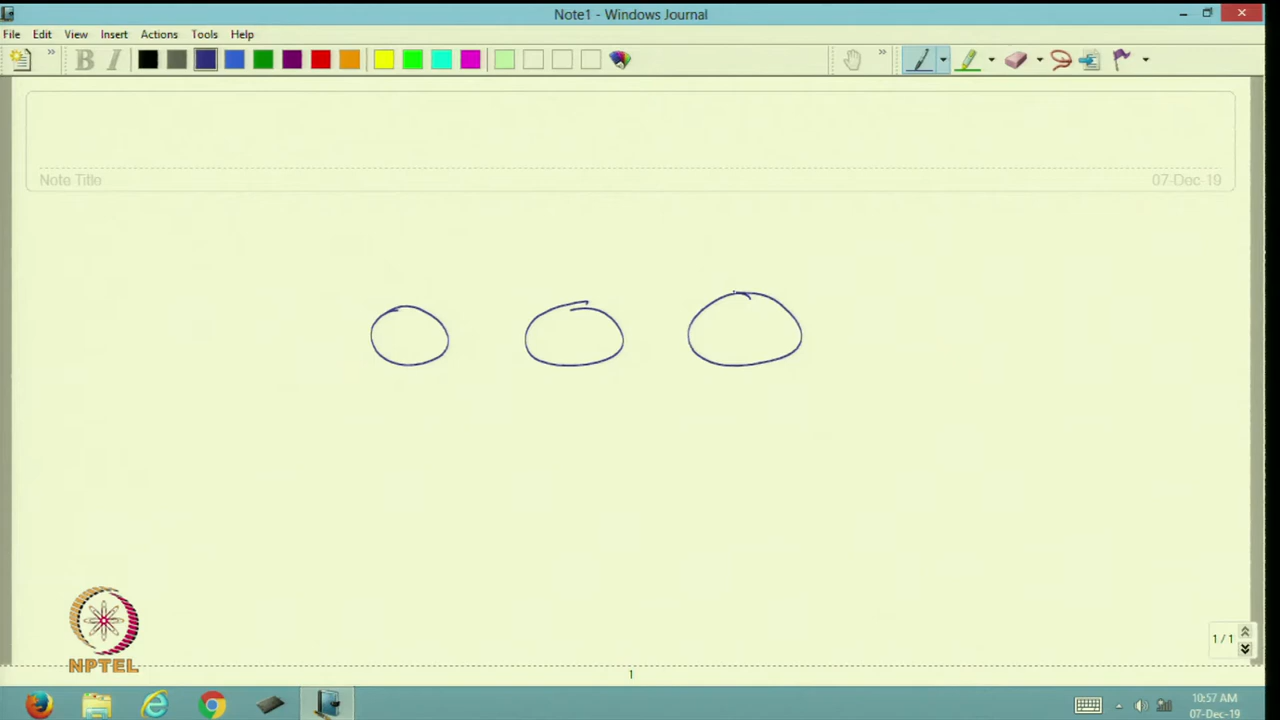 Note1 - Windows Journal
File Edit View Insert Actions Tools Help
B I
Note Title
07-Dec-19
1 / 1
NPTEL
1
10:57 AM
07-Dec-19